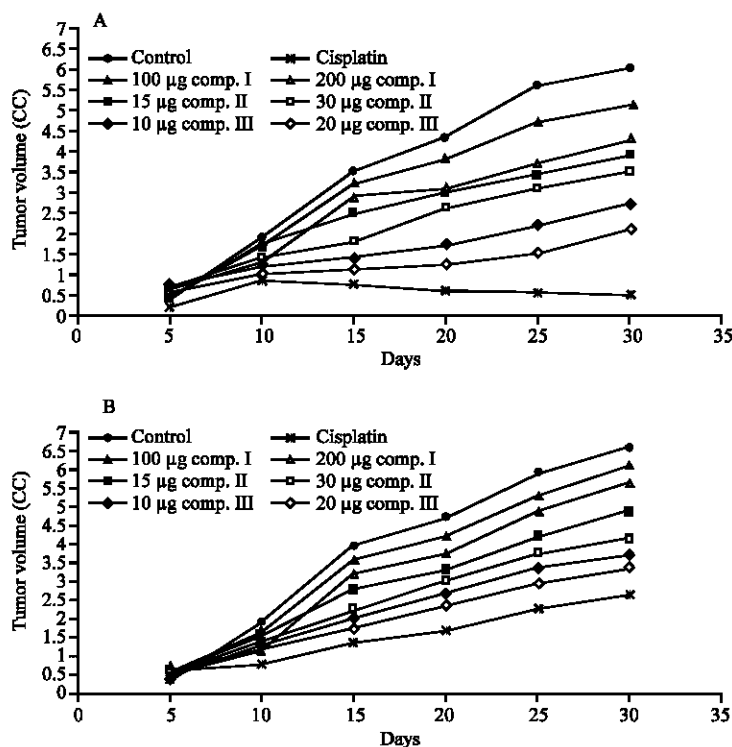 A
7
6.5
6
5.5
5
4.5
4
3.5
3
2.5
2
1.5
1
0.5
0
Tumor volume (CC)
Control Cisplatin
100 µg comp. I 200 µg comp. I
15 µg comp. II 30 µg comp. II
10 µg comp. III 20 µg comp. III
0 5 10 15 20 25 30 35
Days
B
7
6.5
6
5.5
5
4.5
4
3.5
3
2.5
2
1.5
1
0.5
0
Tumor volume (CC)
Control Cisplatin
100 µg comp. I 200 µg comp. I
15 µg comp. II 30 µg comp. II
10 µg comp. III 20 µg comp. III
0 5 10 15 20 25 30 35
Days